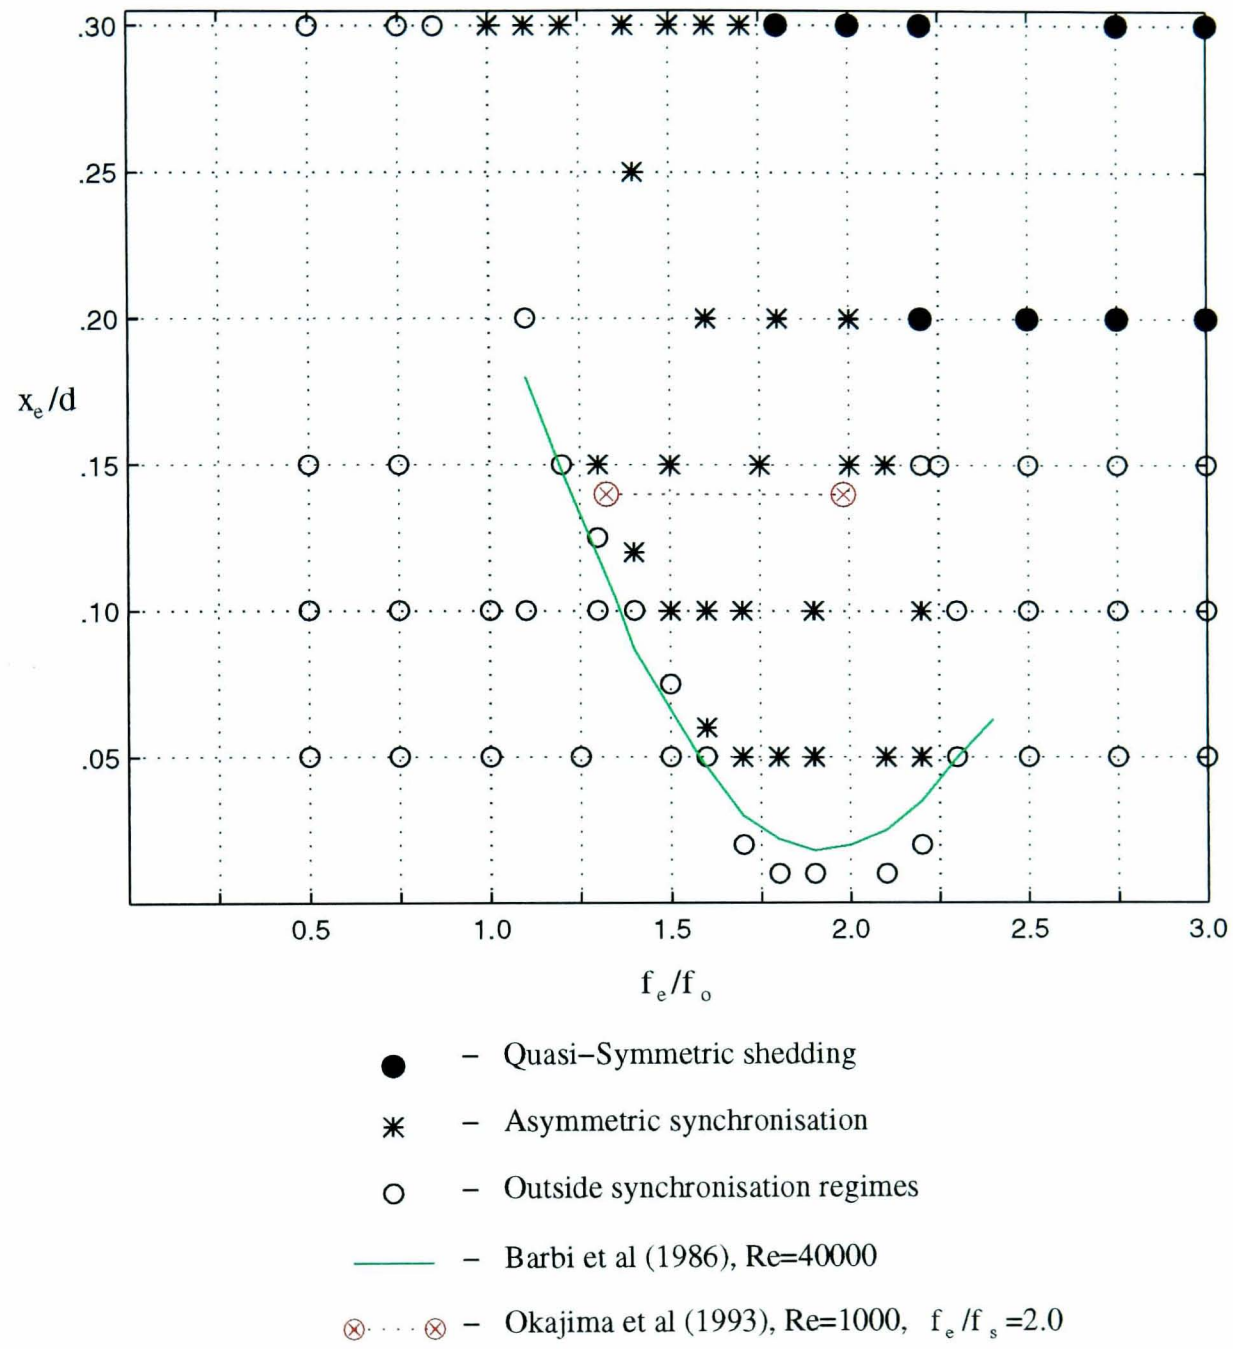 .30
.25
.20
x_e/d
.15
.10
.05
0.5 1.0 1.5 2.0 2.5 3.0
f_e/f_o
– Quasi–Symmetric shedding
– Asymmetric synchronisation
– Outside synchronisation regimes
– Barbi et al (1986), Re=40000
– Okajima et al (1993), Re=1000, f_e/f_s=2.0